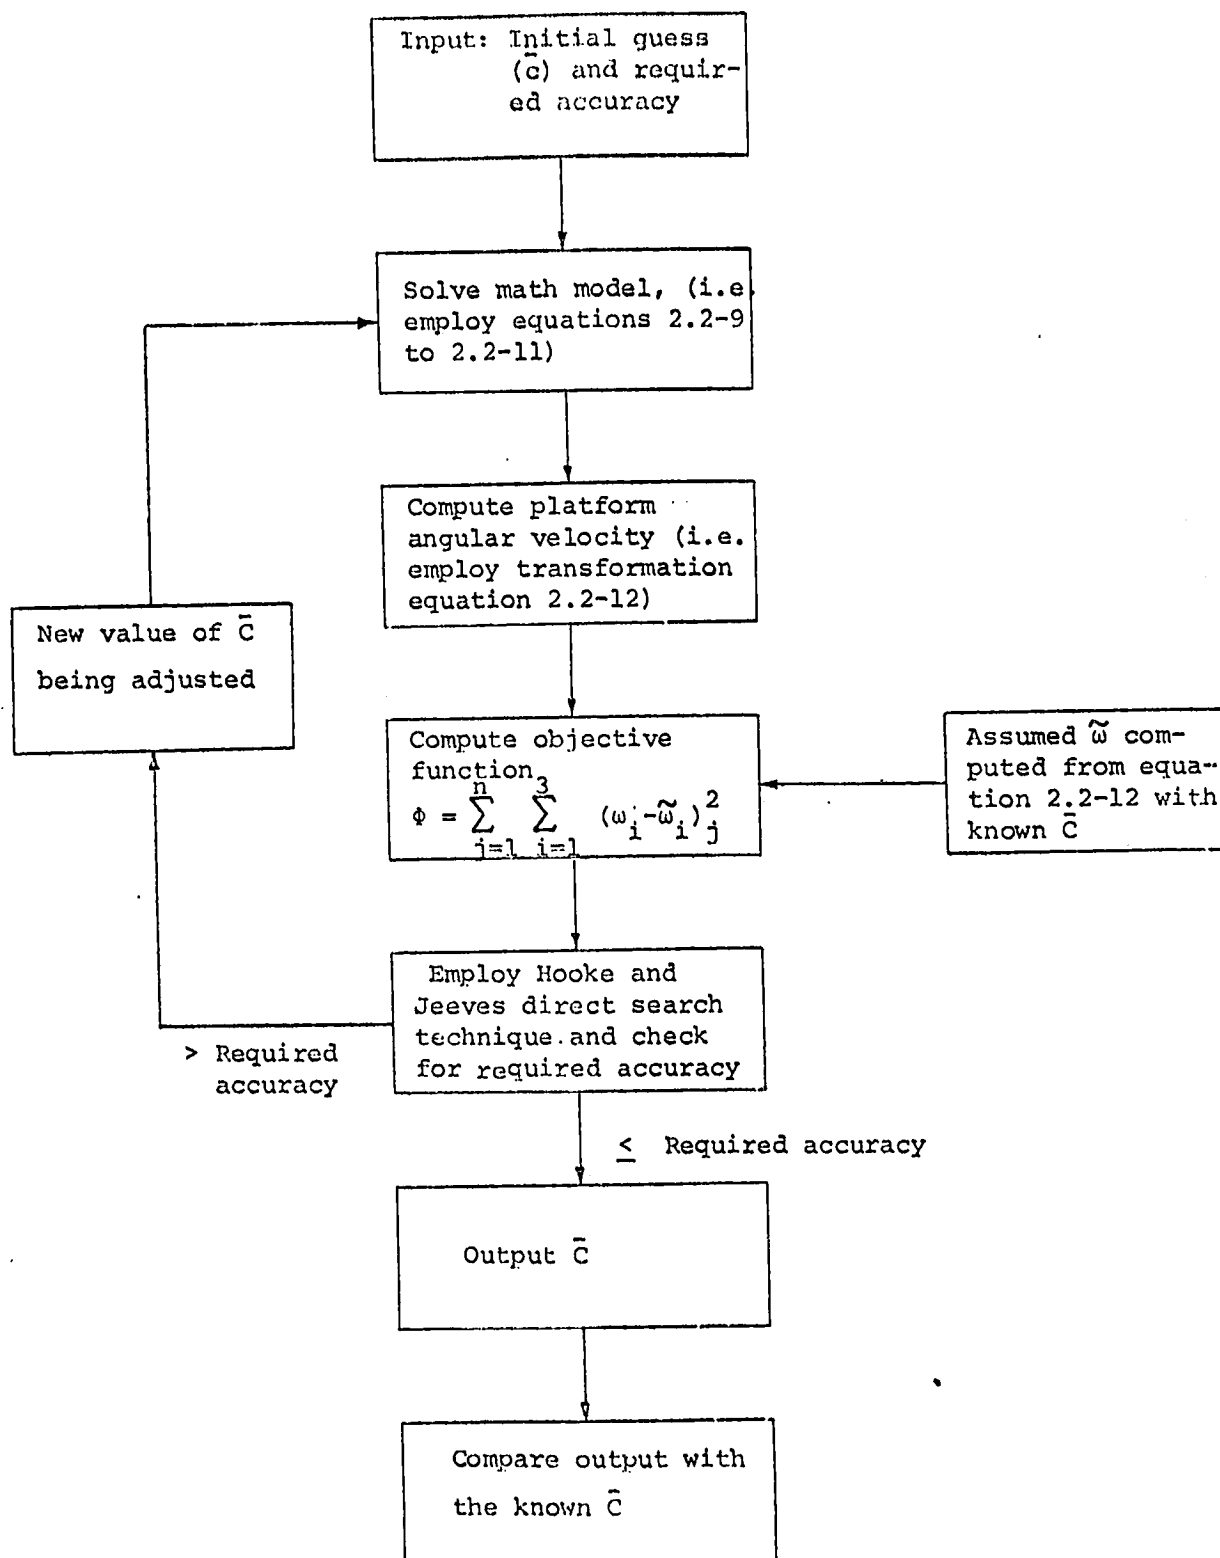 Input: Initial guess
(c̄) and requir-
ed accuracy
Solve math model, (i.e.
employ equations 2.2-9
to 2.2-11)
Compute platform
angular velocity (i.e.
employ transformation
equation 2.2-12)
New value of C̄
being adjusted
Compute objective
function
Φ = ∑_{j=1}^{n} ∑_{i=1}^{3} (ω_i-ω̃_i)_j^2
Assumed ω̃ com-
puted from equa-
tion 2.2-12 with
known C̄
Employ Hooke and
Jeeves direct search
technique and check
for required accuracy
> Required
accuracy
≤ Required accuracy
Output C̄
Compare output with
the known C̄